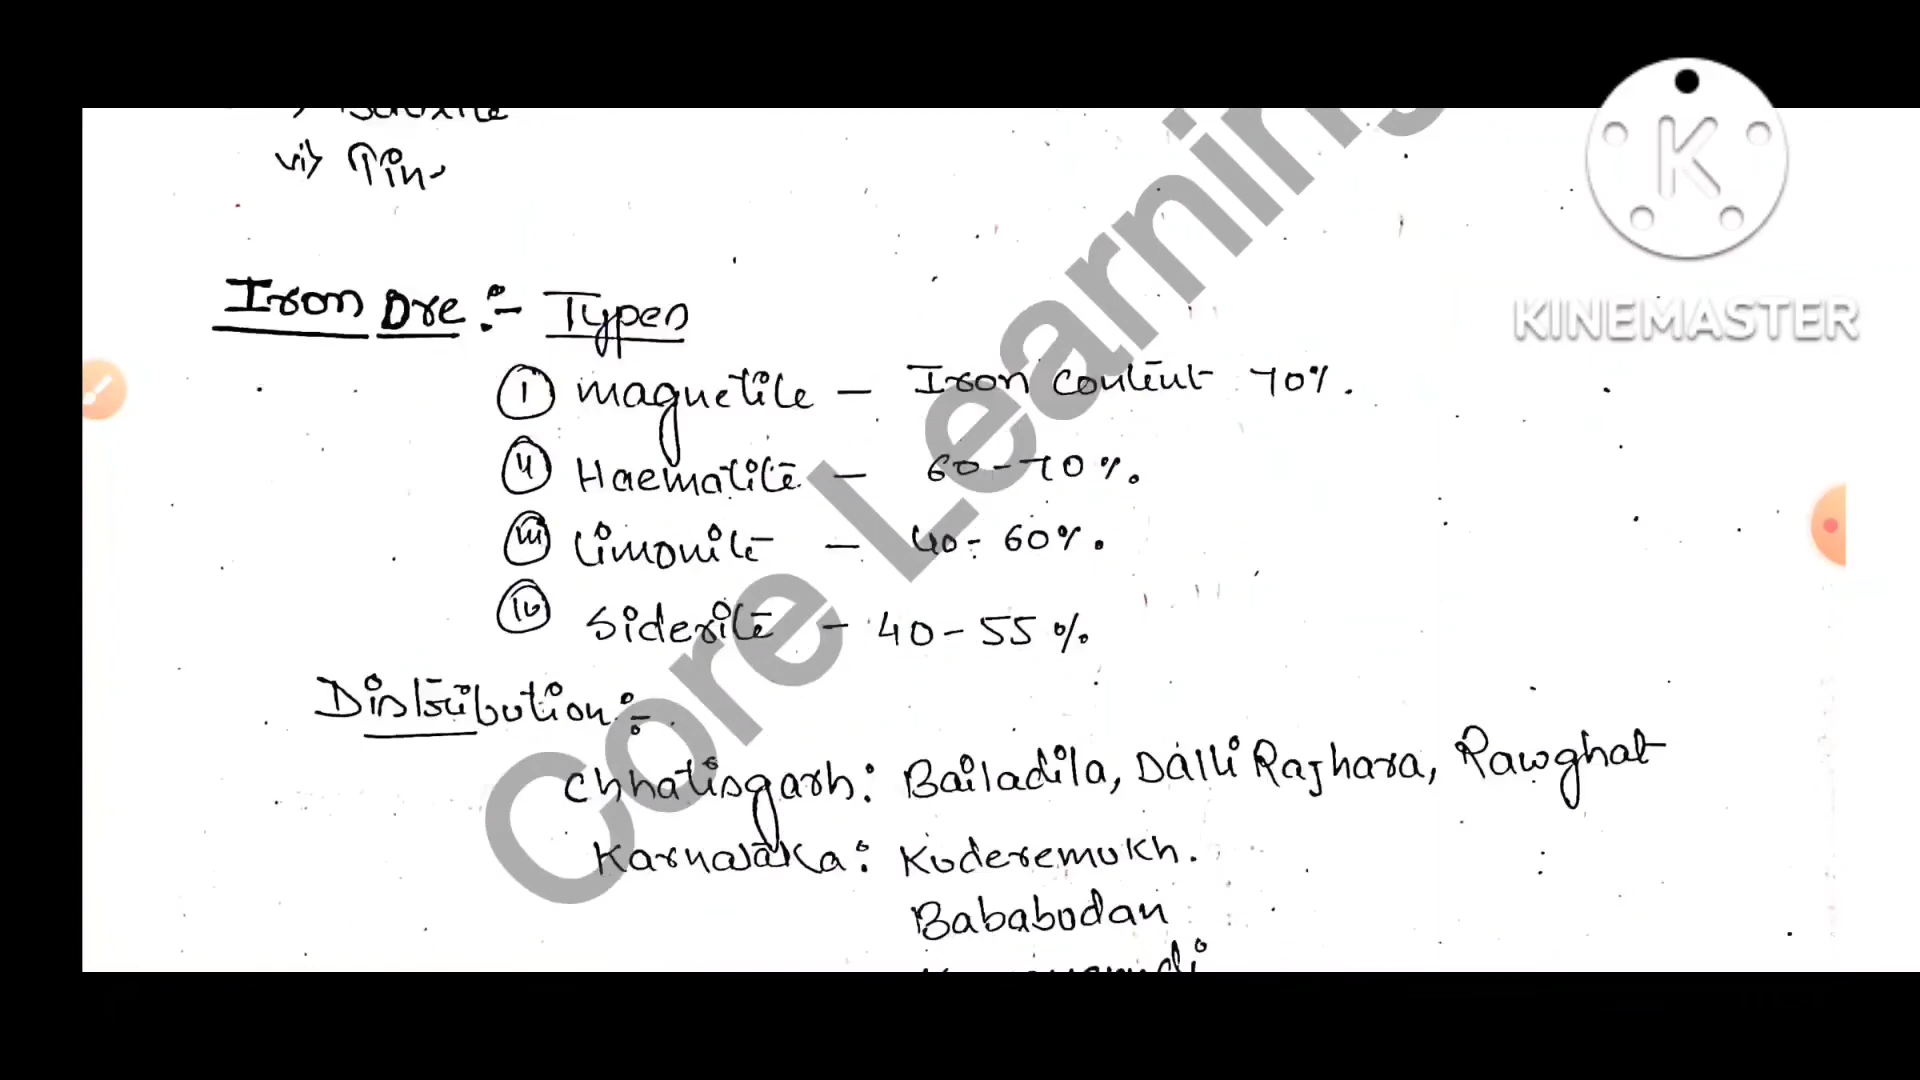 vi) Tin.
Iron Ore :- Types
(i) magnetite - Iron content 70%.
(ii) Haematite - 60-70%.
(iii) Limonite - 40-60%.
(iv) Siderite - 40-55%
Distribution :-
Chhatisgarh: Bailadila, Dalli Rajhara, Rawghat
Karnataka: Kuderemukh.
Bababudan
Core Learning
K
KINEMASTER